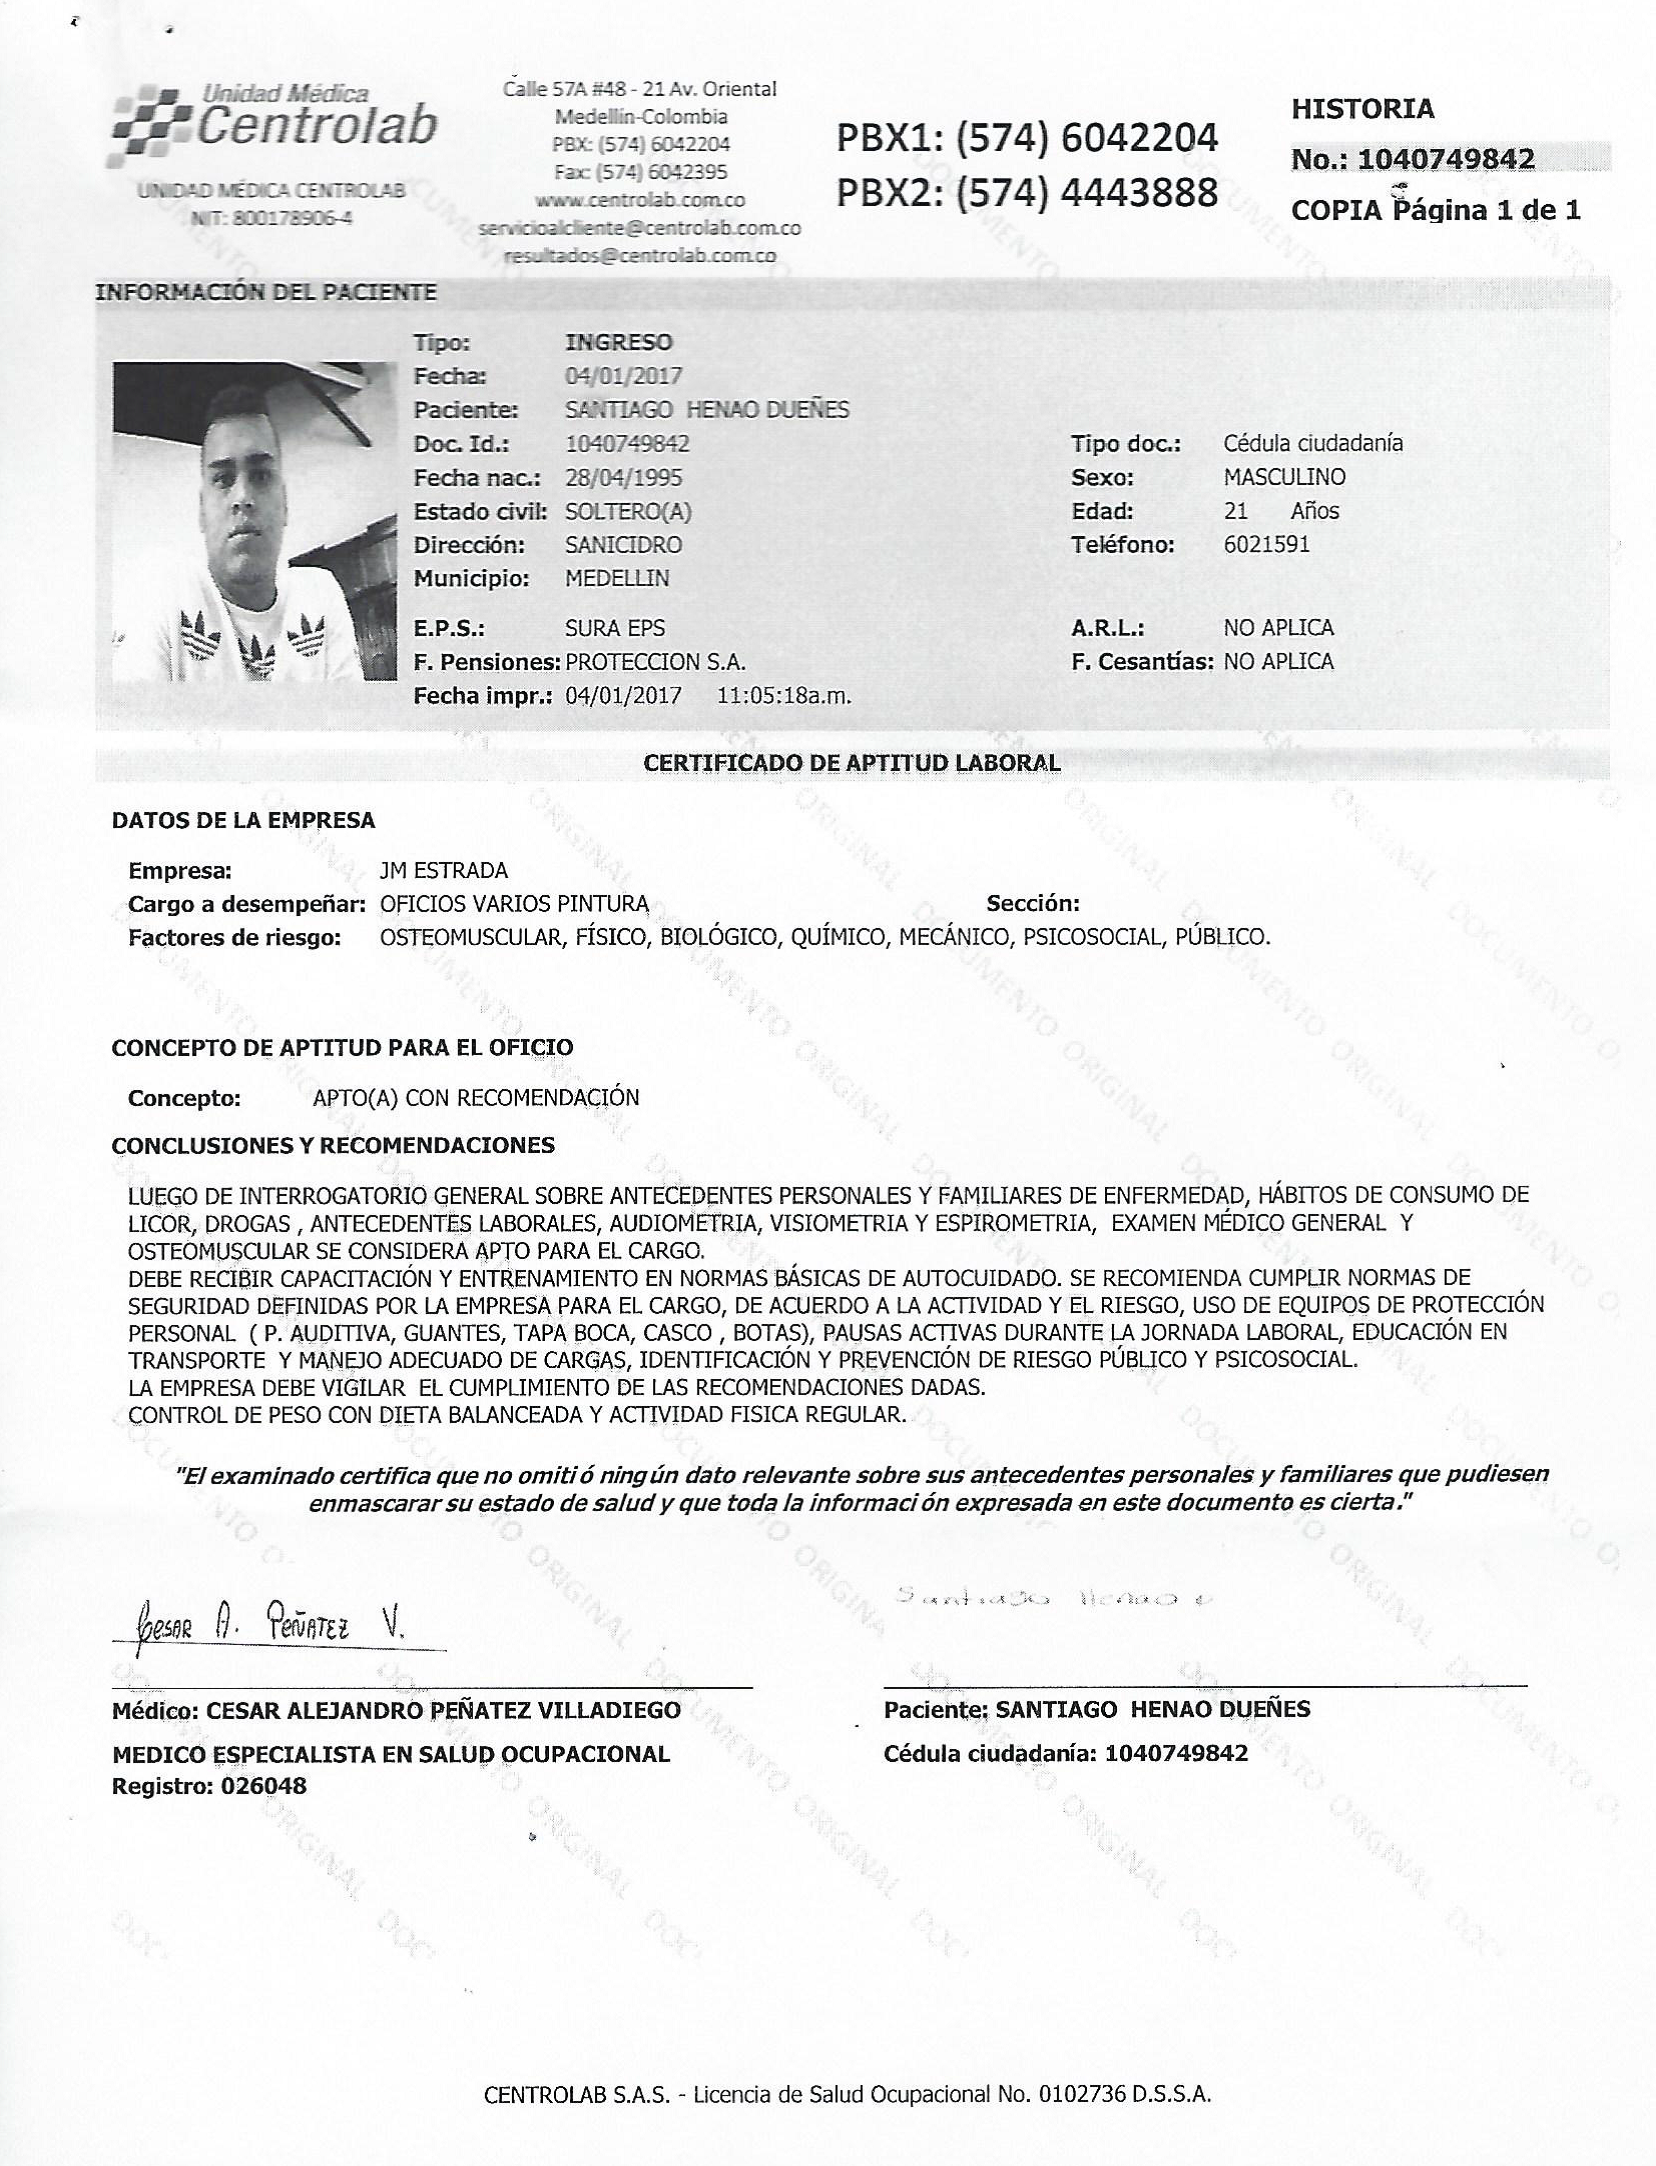 Unidad Médica
Centrolab
UNIDAD MÉDICA CENTROLAB
NIT: 800178906-4
Calle 57A #48 - 21 Av. Oriental
Medellín-Colombia
PBX: (574) 6042204
Fax: (574) 6042395
www.centrolab.com.co
servicioalcliente@centrolab.com.co
resultados@centrolab.com.co
PBX1: (574) 6042204
PBX2: (574) 4443888
HISTORIA
No.: 1040749842
COPIA Página 1 de 1
INFORMACIÓN DEL PACIENTE
Tipo: INGRESO
Fecha: 04/01/2017
Paciente: SANTIAGO HENAO DUEÑES
Doc. Id.: 1040749842 Tipo doc.: Cédula ciudadanía
Fecha nac.: 28/04/1995 Sexo: MASCULINO
Estado civil: SOLTERO(A) Edad: 21 Años
Dirección: SANICIDRO Teléfono: 6021591
Municipio: MEDELLIN
E.P.S.: SURA EPS A.R.L.: NO APLICA
F. Pensiones: PROTECCION S.A. F. Cesantías: NO APLICA
Fecha impr.: 04/01/2017 11:05:18a.m.
CERTIFICADO DE APTITUD LABORAL
DATOS DE LA EMPRESA
Empresa: JM ESTRADA
Cargo a desempeñar: OFICIOS VARIOS PINTURA Sección:
Factores de riesgo: OSTEOMUSCULAR, FÍSICO, BIOLÓGICO, QUÍMICO, MECÁNICO, PSICOSOCIAL, PÚBLICO.
CONCEPTO DE APTITUD PARA EL OFICIO
Concepto: APTO(A) CON RECOMENDACIÓN
CONCLUSIONES Y RECOMENDACIONES
LUEGO DE INTERROGATORIO GENERAL SOBRE ANTECEDENTES PERSONALES Y FAMILIARES DE ENFERMEDAD, HÁBITOS DE CONSUMO DE
LICOR, DROGAS , ANTECEDENTES LABORALES, AUDIOMETRIA, VISIOMETRIA Y ESPIROMETRIA, EXAMEN MÉDICO GENERAL Y
OSTEOMUSCULAR SE CONSIDERA APTO PARA EL CARGO.
DEBE RECIBIR CAPACITACIÓN Y ENTRENAMIENTO EN NORMAS BÁSICAS DE AUTOCUIDADO. SE RECOMIENDA CUMPLIR NORMAS DE
SEGURIDAD DEFINIDAS POR LA EMPRESA PARA EL CARGO, DE ACUERDO A LA ACTIVIDAD Y EL RIESGO, USO DE EQUIPOS DE PROTECCIÓN
PERSONAL ( P. AUDITIVA, GUANTES, TAPA BOCA, CASCO , BOTAS), PAUSAS ACTIVAS DURANTE LA JORNADA LABORAL, EDUCACIÓN EN
TRANSPORTE Y MANEJO ADECUADO DE CARGAS, IDENTIFICACIÓN Y PREVENCIÓN DE RIESGO PÚBLICO Y PSICOSOCIAL.
LA EMPRESA DEBE VIGILAR EL CUMPLIMIENTO DE LAS RECOMENDACIONES DADAS.
CONTROL DE PESO CON DIETA BALANCEADA Y ACTIVIDAD FISICA REGULAR.
"El examinado certifica que no omitió ningún dato relevante sobre sus antecedentes personales y familiares que pudiesen
enmascarar su estado de salud y que toda la información expresada en este documento es cierta."
Cesar A. Peñatez V.
Santiago Henao
Médico: CESAR ALEJANDRO PEÑATEZ VILLADIEGO
MEDICO ESPECIALISTA EN SALUD OCUPACIONAL
Registro: 026048
Paciente: SANTIAGO HENAO DUEÑES
Cédula ciudadanía: 1040749842
DOCUMENTO ORIGINAL
CENTROLAB S.A.S. - Licencia de Salud Ocupacional No. 0102736 D.S.S.A.